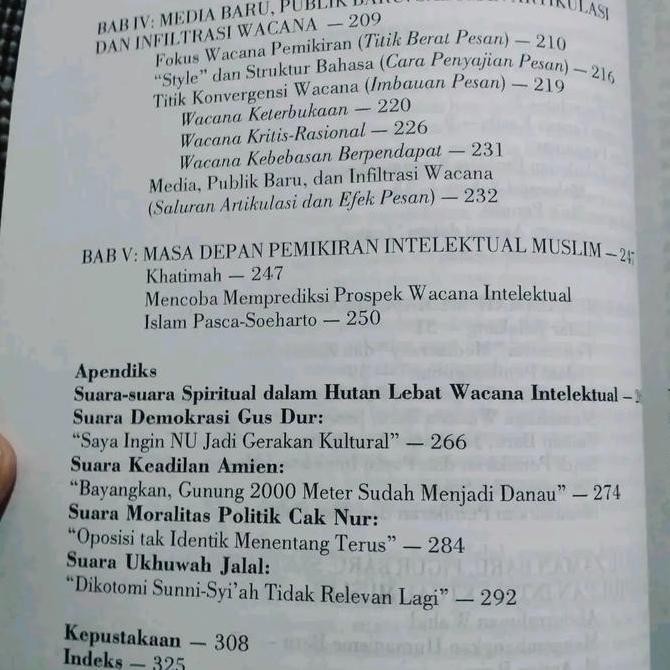 BAB IV: MEDIA BARU, PUBLIK BARU, ARTIKULASI
DAN INFILTRASI WACANA — 209
Fokus Wacana Pemikiran (Titik Berat Pesan) — 210
“Style” dan Struktur Bahasa (Cara Penyajian Pesan) — 216
Titik Konvergensi Wacana (Imbauan Pesan) — 219
Wacana Keterbukaan — 220
Wacana Kritis-Rasional — 226
Wacana Kebebasan Berpendapat — 231
Media, Publik Baru, dan Infiltrasi Wacana
(Saluran Artikulasi dan Efek Pesan) — 232
BAB V: MASA DEPAN PEMIKIRAN INTELEKTUAL MUSLIM — 247
Khatimah — 247
Mencoba Memprediksi Prospek Wacana Intelektual
Islam Pasca-Soeharto — 250
Apendiks
Suara-suara Spiritual dalam Hutan Lebat Wacana Intelektual —
Suara Demokrasi Gus Dur:
“Saya Ingin NU Jadi Gerakan Kultural” — 266
Suara Keadilan Amien:
“Bayangkan, Gunung 2000 Meter Sudah Menjadi Danau” — 274
Suara Moralitas Politik Cak Nur:
“Oposisi tak Identik Menentang Terus” — 284
Suara Ukhuwah Jalal:
“Dikotomi Sunni-Syi’ah Tidak Relevan Lagi” — 292
Kepustakaan — 308
Indeks — 325